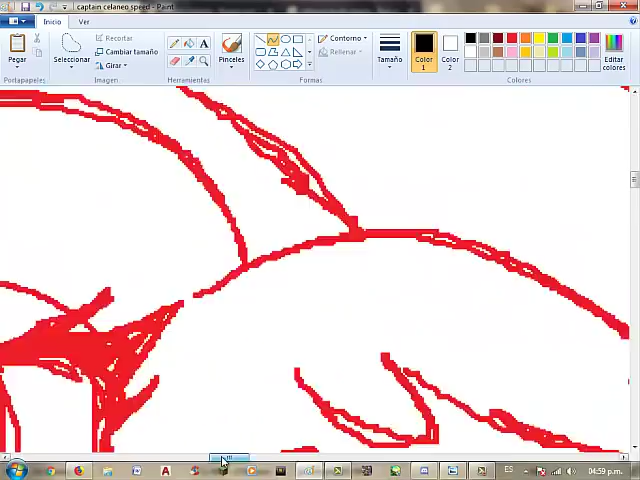 captain celaneo speed - Paint
Inicio
Ver
Pegar
Portapapeles
Seleccionar
Recortar
Cambiar tamaño
Girar
Imagen
A
Herramientas
Pinceles
Formas
Contorno
Rellenar
Tamaño
Color
1
Color
2
Editar
colores
Colores
ES
04:59 p.m.